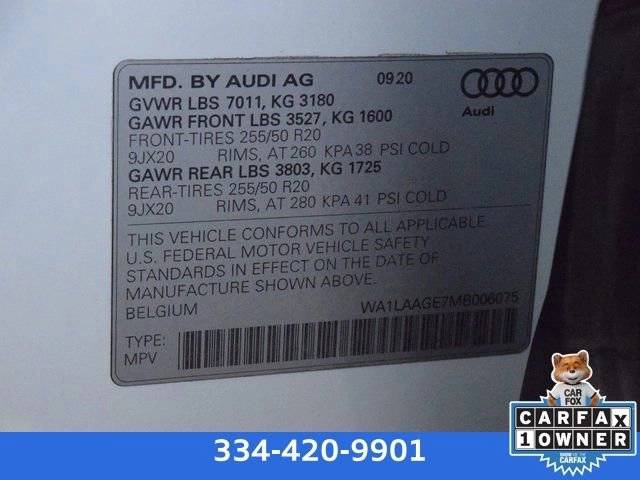 MFD. BY AUDI AG 09 20
GVWR LBS 7011, KG 3180
GAWR FRONT LBS 3527, KG 1600
FRONT-TIRES 255/50 R20
9JX20 RIMS, AT 260 KPA 38 PSI COLD
GAWR REAR LBS 3803, KG 1725
REAR-TIRES 255/50 R20
9JX20 RIMS, AT 280 KPA 41 PSI COLD
Audi
THIS VEHICLE CONFORMS TO ALL APPLICABLE
U.S. FEDERAL MOTOR VEHICLE SAFETY
STANDARDS IN EFFECT ON THE DATE OF
MANUFACTURE SHOWN ABOVE.
BELGIUM WA1LAAGE7MB006075
TYPE:
MPV
CAR
FOX
CARFAX
1 OWNER
SHOW ME THE
CARFAX
334-420-9901